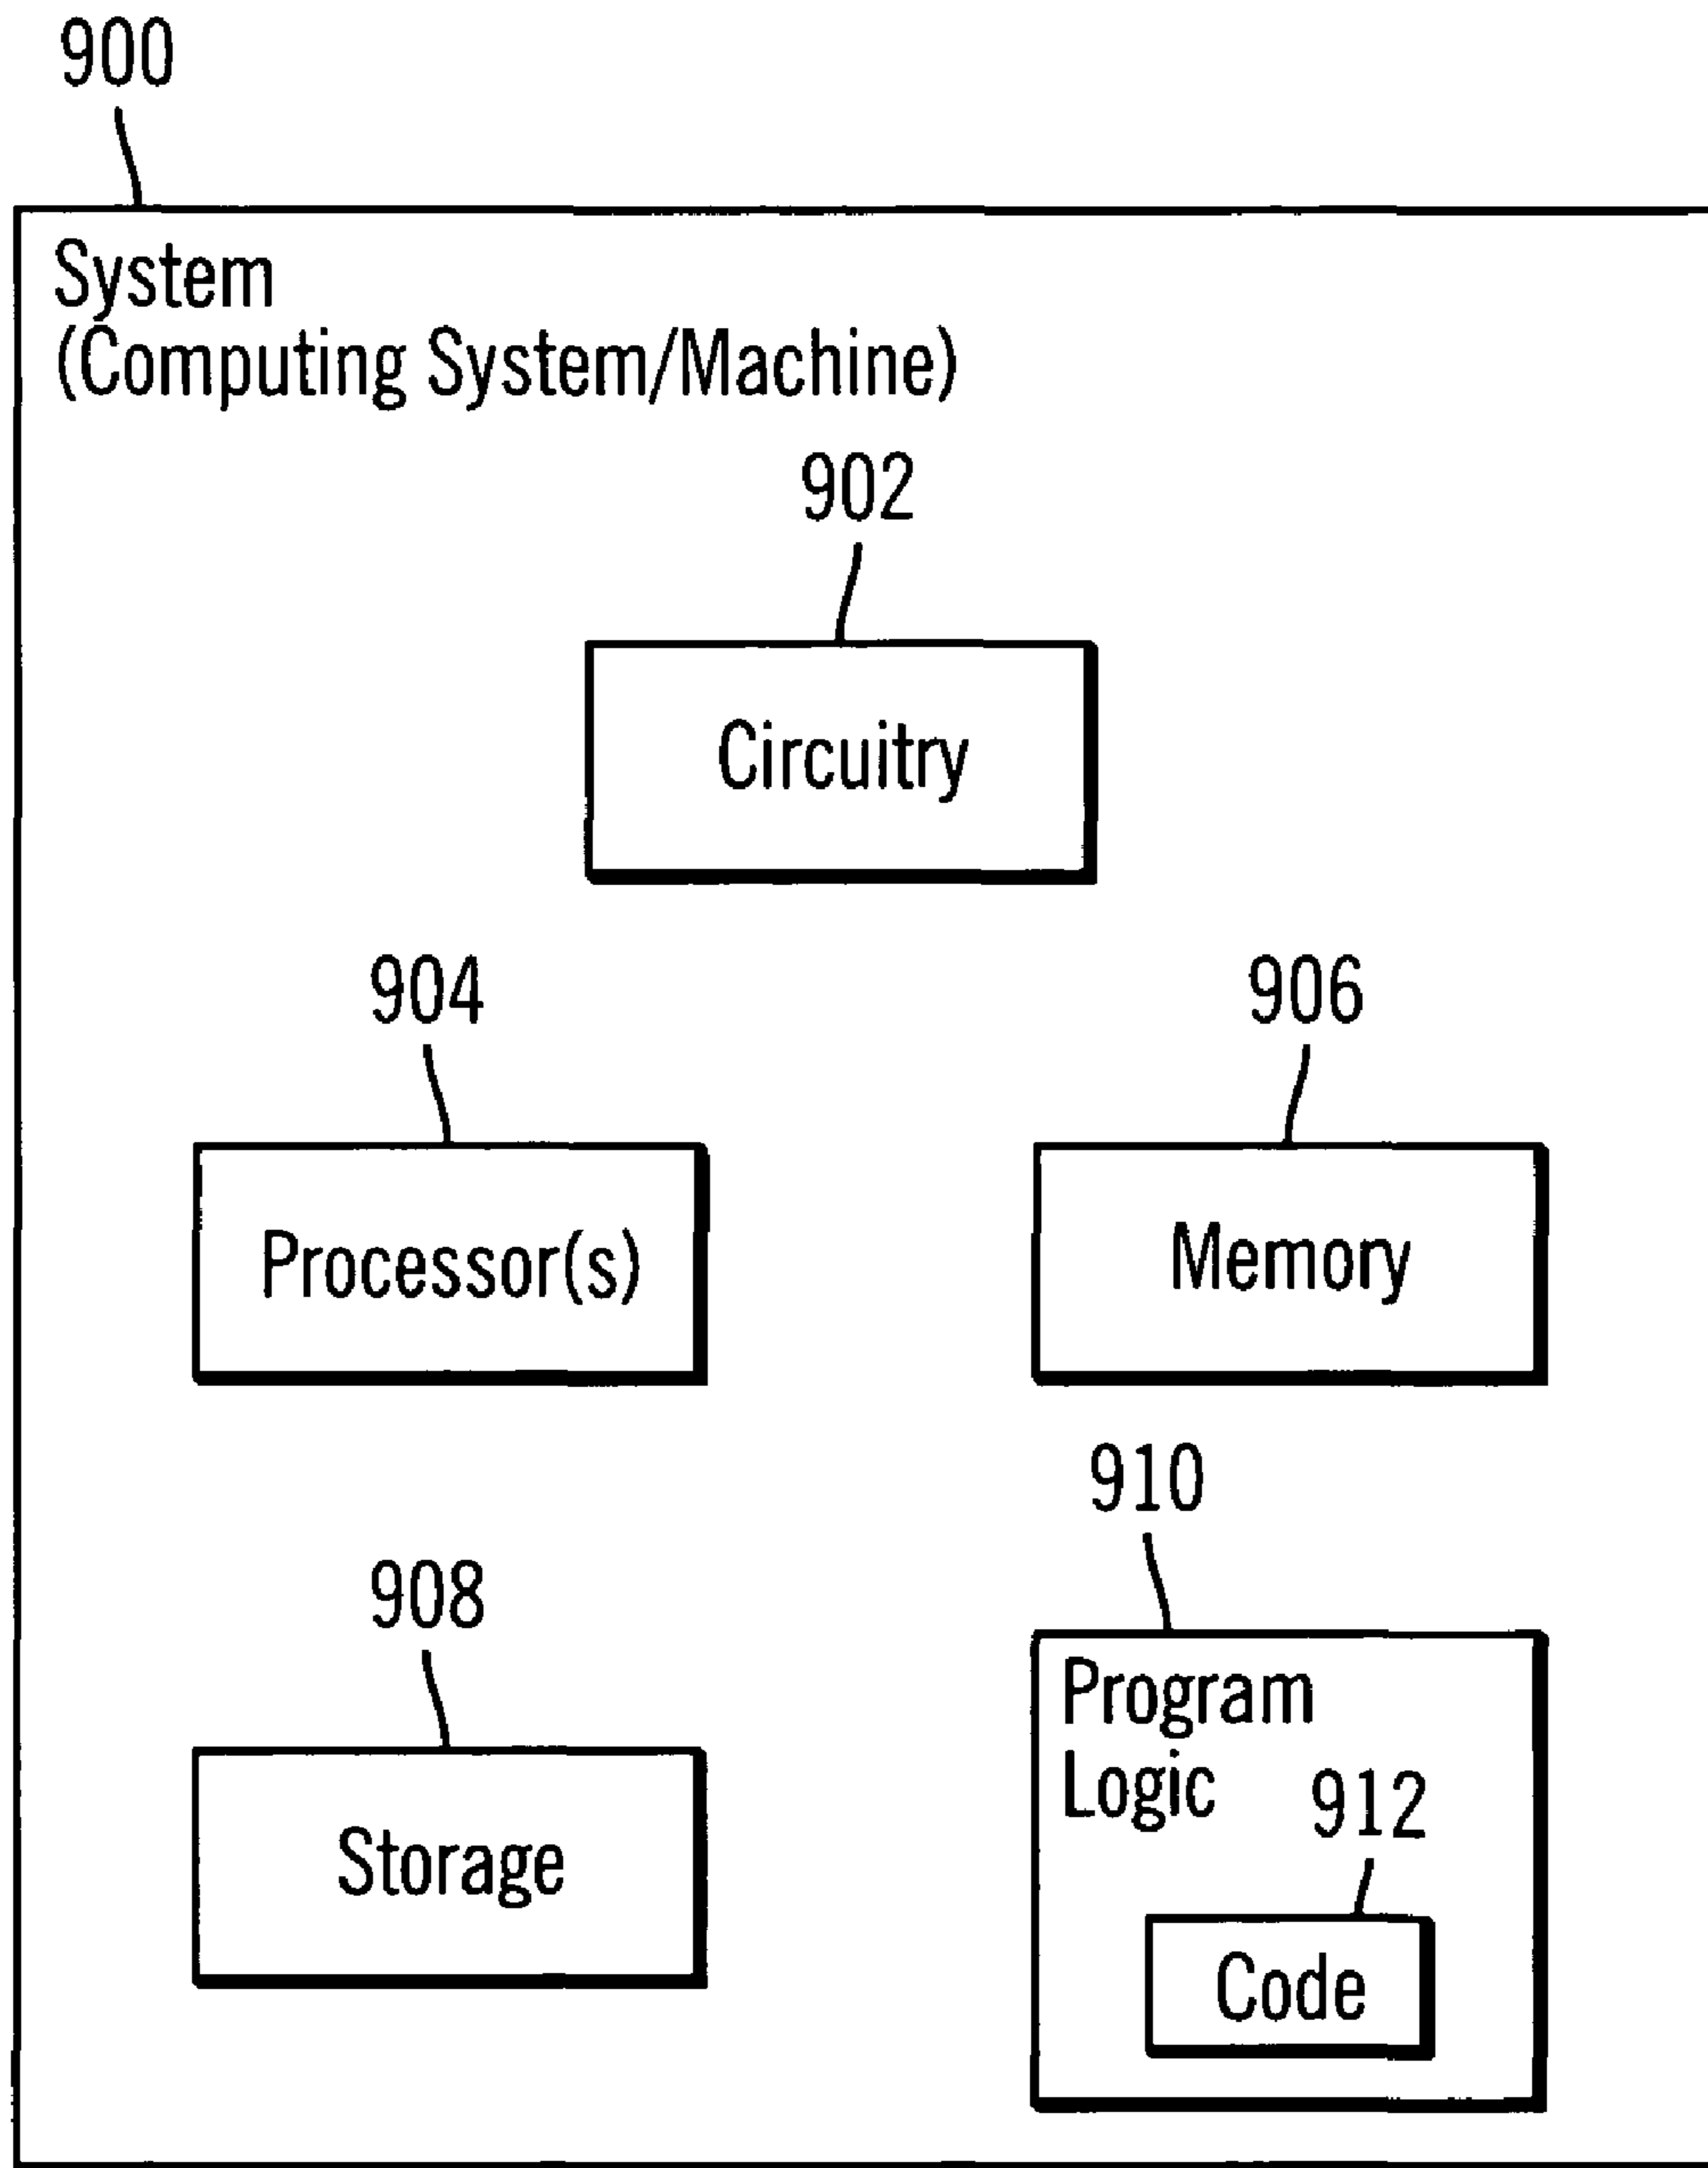 900
System
(Computing System/Machine)
902
Circuitry
904
906
Processor(s)
Memory
910
908
Program
Logic
912
Storage
Code